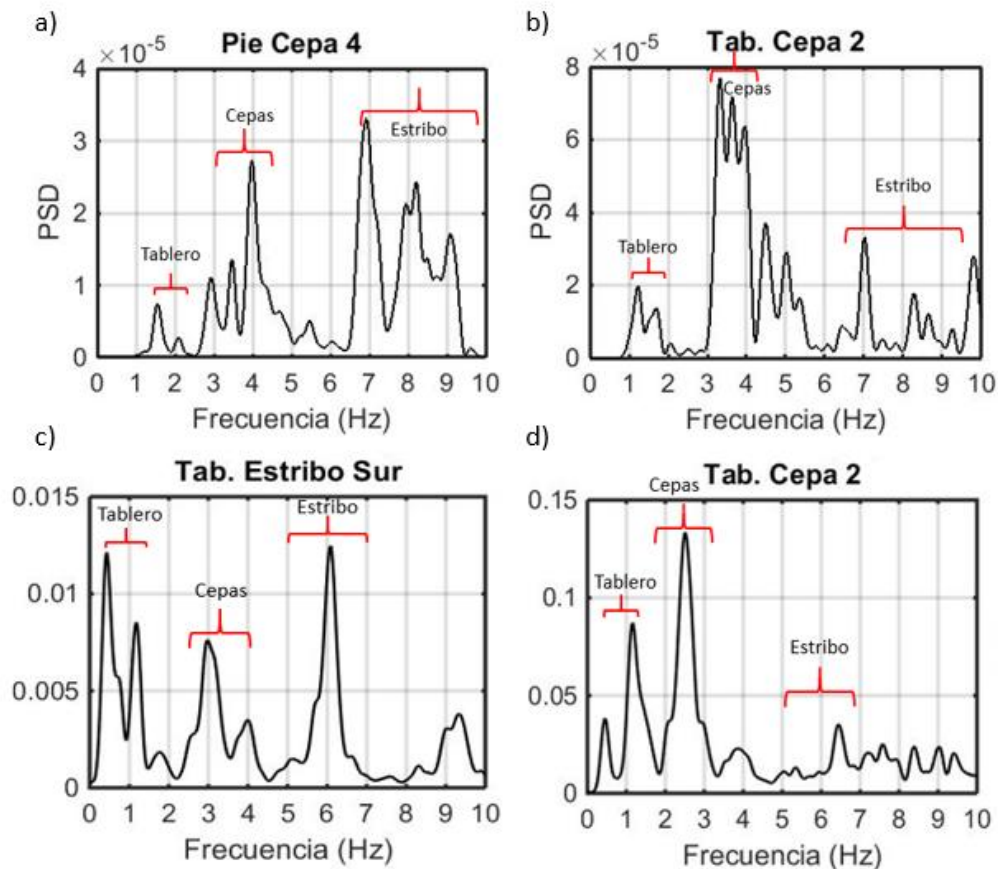 a)
Pie Cepa 4
×10⁻⁵
4
3
2
1
0
PSD
Tablero
Cepas
Estribo
0 1 2 3 4 5 6 7 8 9 10
Frecuencia (Hz)
b)
Tab. Cepa 2
×10⁻⁵
8
6
4
2
0
PSD
Tablero
Cepas
Estribo
0 1 2 3 4 5 6 7 8 9 10
Frecuencia (Hz)
c)
Tab. Estribo Sur
0.015
0.01
0.005
0
Tablero
Cepas
Estribo
0 1 2 3 4 5 6 7 8 9 10
Frecuencia (Hz)
d)
Tab. Cepa 2
0.15
0.1
0.05
0
Tablero
Cepas
Estribo
0 1 2 3 4 5 6 7 8 9 10
Frecuencia (Hz)